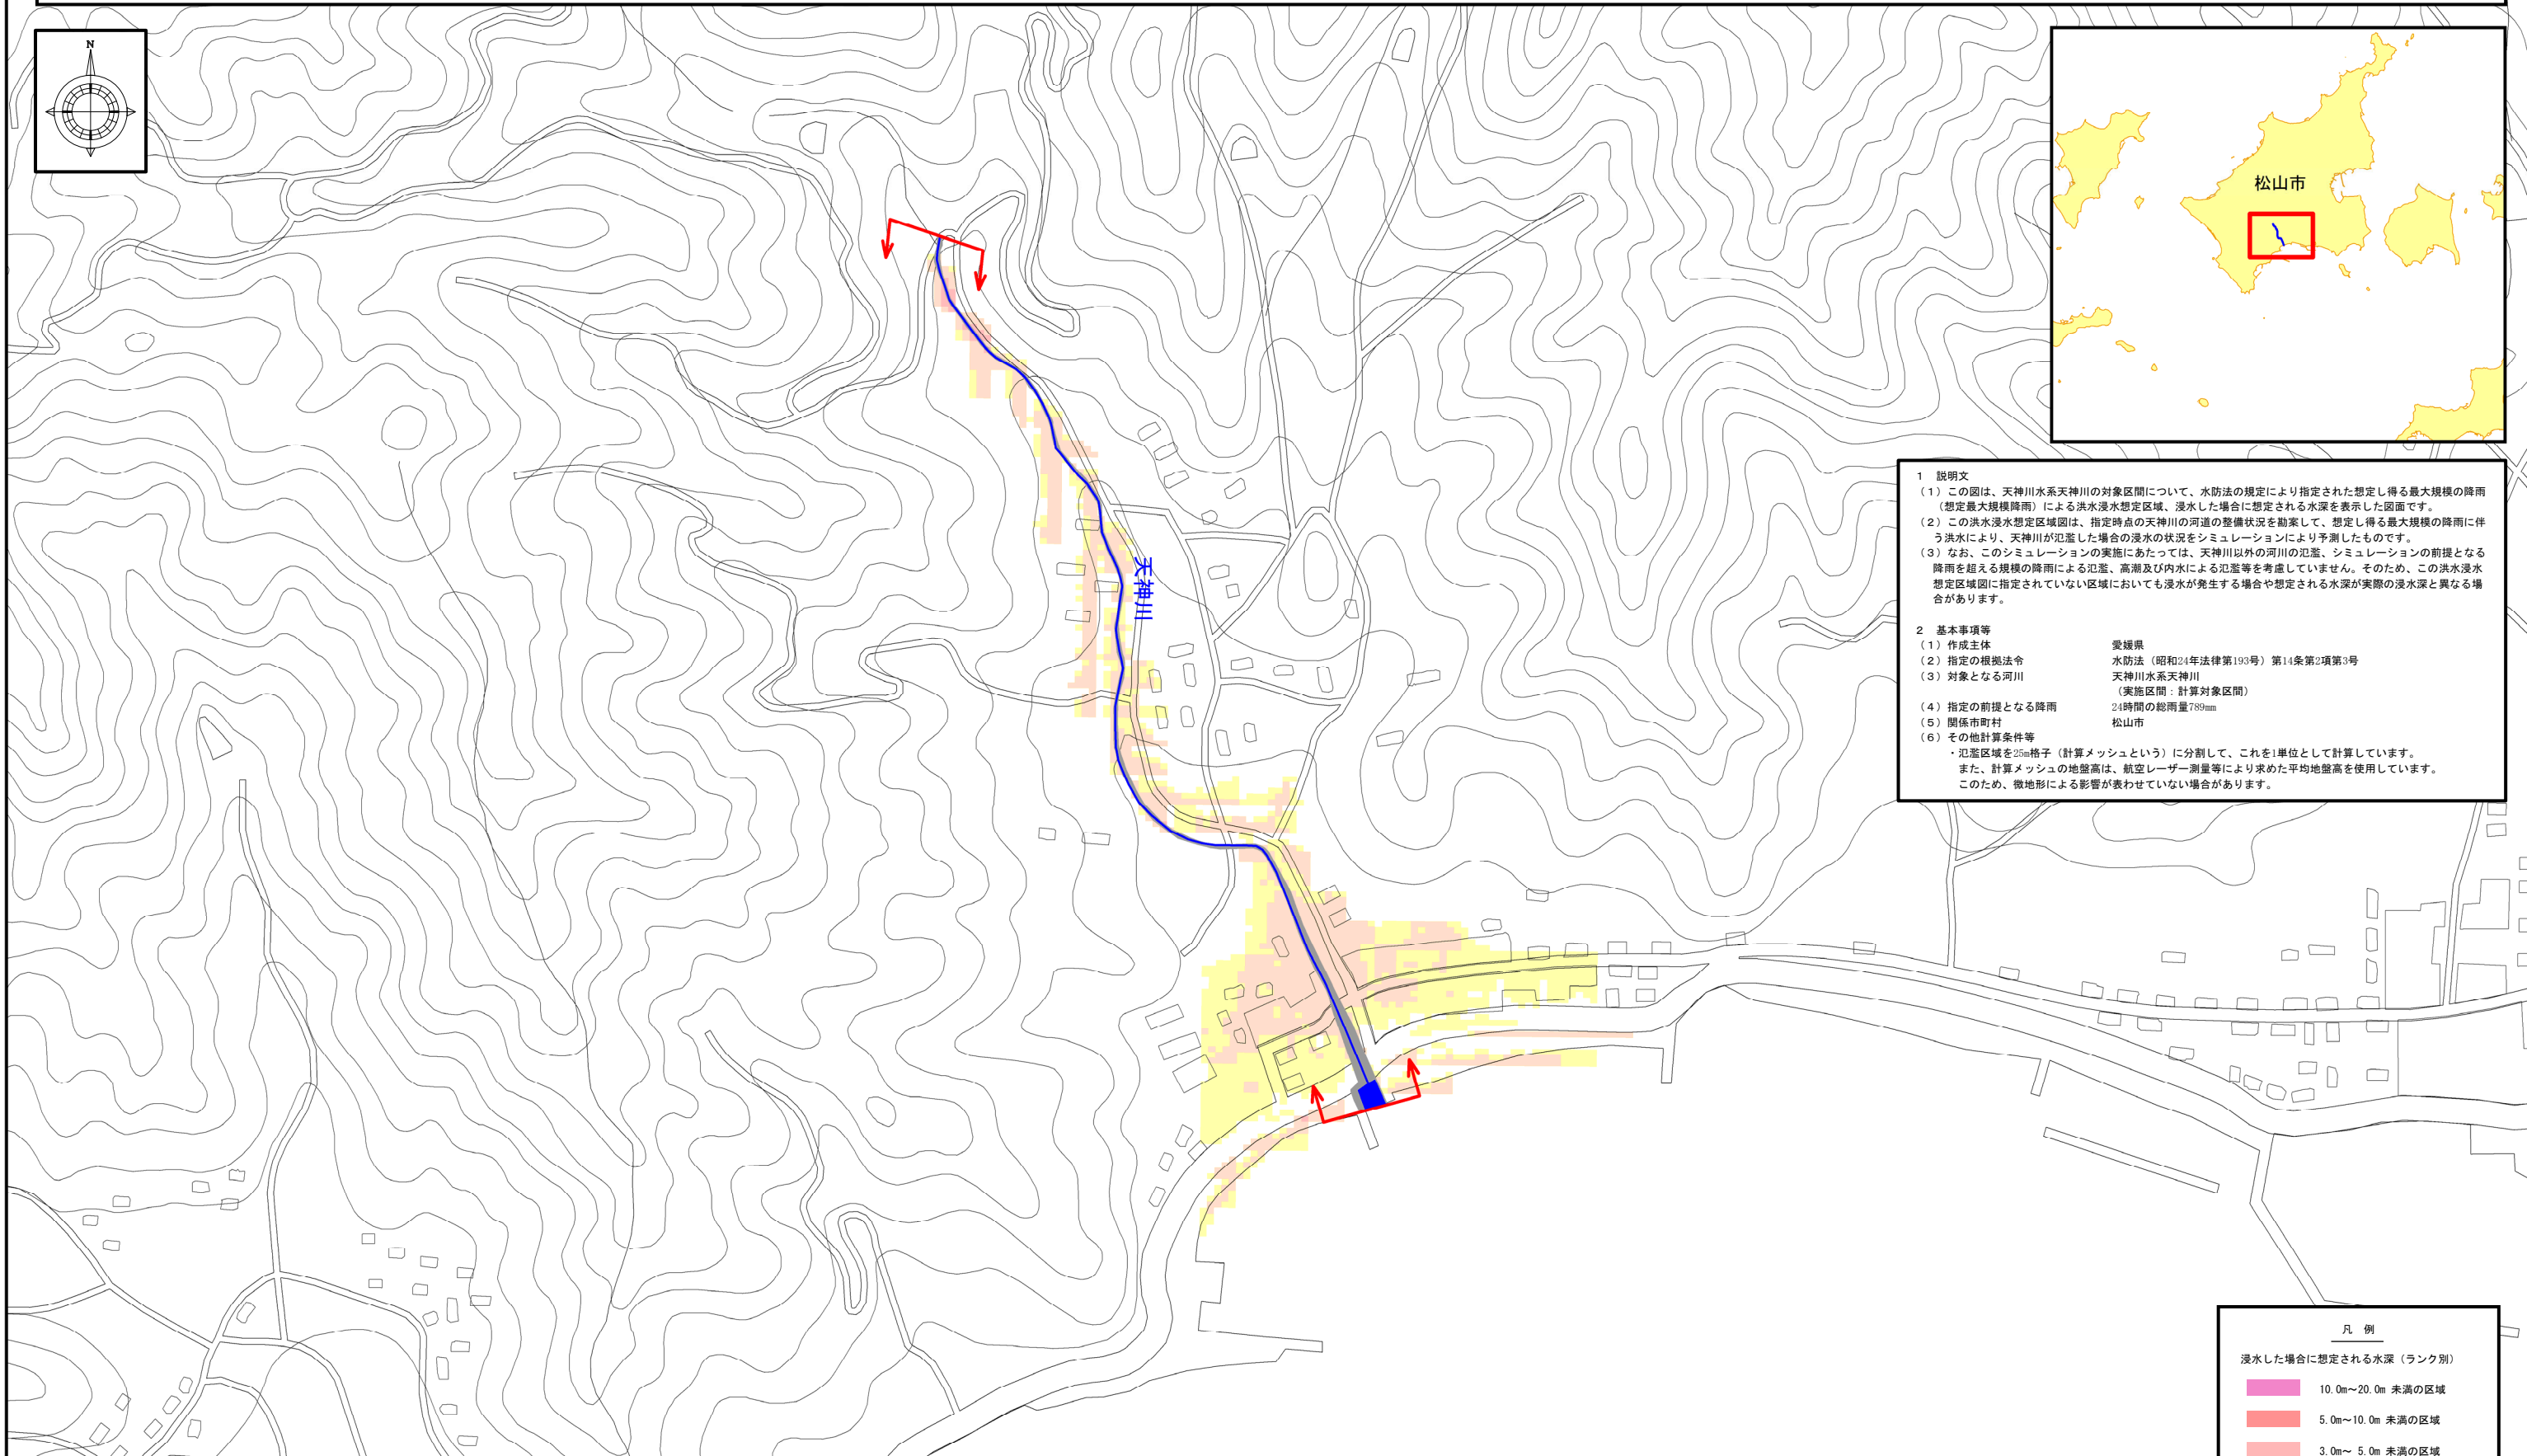 N
松山市
1 説明文
(1)この図は、天神川水系天神川の対象区間について、水防法の規定により指定された想定し得る最大規模の降雨
(想定最大規模降雨)による洪水浸水想定区域、浸水した場合に想定される水深を表示した図面です。
(2)この洪水浸水想定区域図は、指定時点の天神川の河道の整備状況を勘案して、想定し得る最大規模の降雨に伴
う洪水により、天神川が氾濫した場合の浸水の状況をシミュレーションにより予測したものです。
(3)なお、このシミュレーションの実施にあたっては、天神川以外の河川の氾濫、シミュレーションの前提となる
降雨を超える規模の降雨による氾濫、高潮及び内水による氾濫等を考慮していません。そのため、この洪水浸水
想定区域図に指定されていない区域においても浸水が発生する場合や想定される水深が実際の浸水深と異なる場
合があります。
2 基本事項等
(1)作成主体 愛媛県
(2)指定の根拠法令 水防法(昭和24年法律第193号)第14条第2項第3号
(3)対象となる河川 天神川水系天神川
(実施区間:計算対象区間)
(4)指定の前提となる降雨 24時間の総雨量789mm
(5)関係市町村 松山市
(6)その他計算条件等
・氾濫区域を25m格子(計算メッシュという)に分割して、これを1単位として計算しています。
また、計算メッシュの地盤高は、航空レーザー測量等により求めた平均地盤高を使用しています。
このため、微地形による影響が表わせていない場合があります。
天神川
凡 例
浸水した場合に想定される水深(ランク別)
10.0m~20.0m 未満の区域
5.0m~10.0m 未満の区域
3.0m~ 5.0m 未満の区域